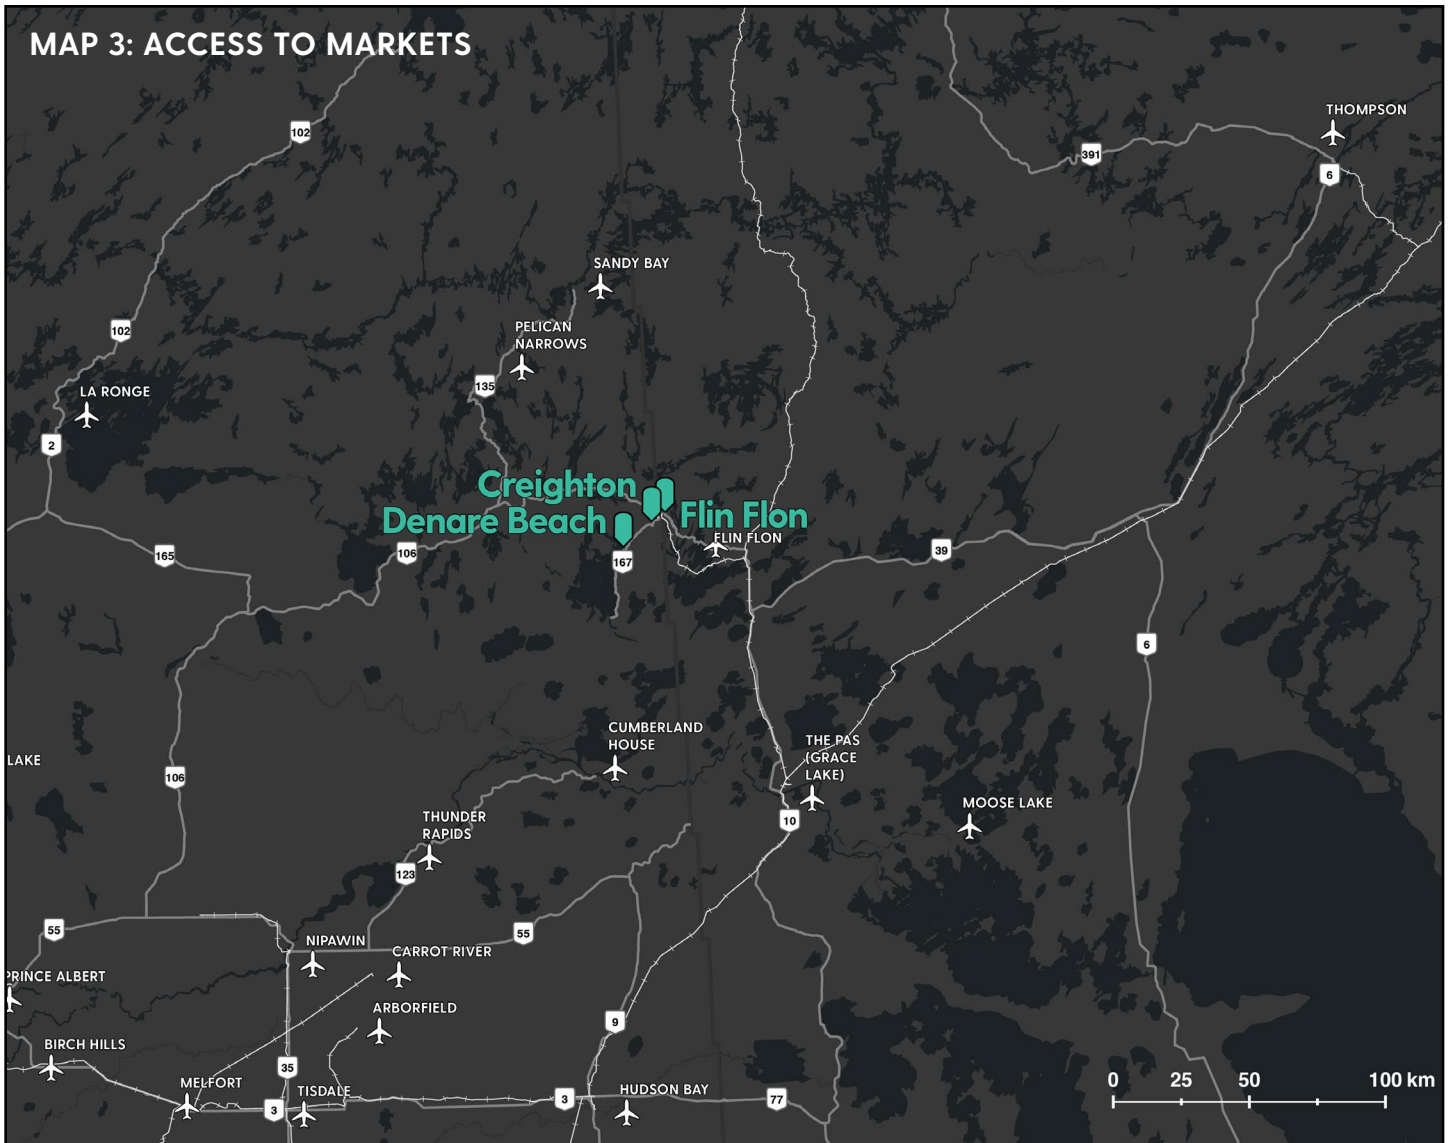 MAP 3: ACCESS TO MARKETS
THOMPSON
102
391
6
SANDY BAY
PELICAN
NARROWS
102
135
LA RONGE
2
Creighton
Denare Beach
Flin Flon
FLIN FLON
165
106
167
39
6
CUMBERLAND
HOUSE
THE PAS
(GRACE
LAKE)
LAKE
106
MOOSE LAKE
10
THUNDER
RAPIDS
123
55
55
NIPAWIN
CARROT RIVER
PRINCE ALBERT
ARBORFIELD
9
BIRCH HILLS
35
MELFORT
TISDALE
3
3
HUDSON BAY
77
0 25 50 100 km